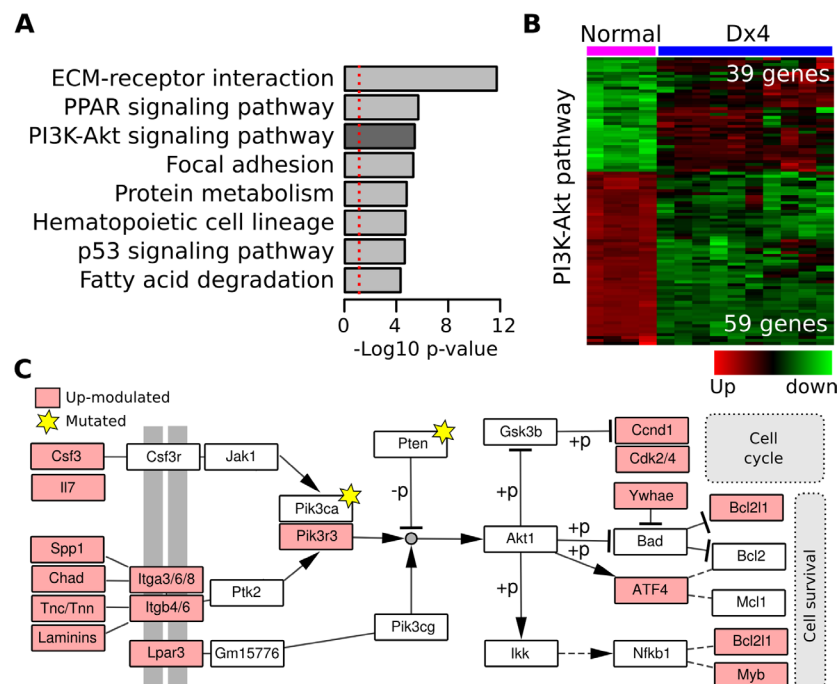 A
ECM-receptor interaction
PPAR signaling pathway
PI3K-Akt signaling pathway
Focal adhesion
Protein metabolism
Hematopoietic cell lineage
p53 signaling pathway
Fatty acid degradation
0 4 8 12
-Log10 p-value
B
Normal Dx4
PI3K-Akt pathway
39 genes
59 genes
Up down
C
Up-modulated
Mutated
Csf3
Il7
Csf3r
Jak1
Pik3ca
Pik3r3
Pten
-p
Spp1
Chad
Tnc/Tnn
Laminins
Itga3/6/8
Itgb4/6
Ptk2
Lpar3
Gm15776
Pik3cg
Akt1
Gsk3b
+p
+p
Ccnd1
Cdk2/4
Cell
cycle
Ywhae
+p
+p
Bad
Bcl2l1
Bcl2
ATF4
Mcl1
+p
Ikk
Nfkb1
Bcl2l1
Myb
Cell survival